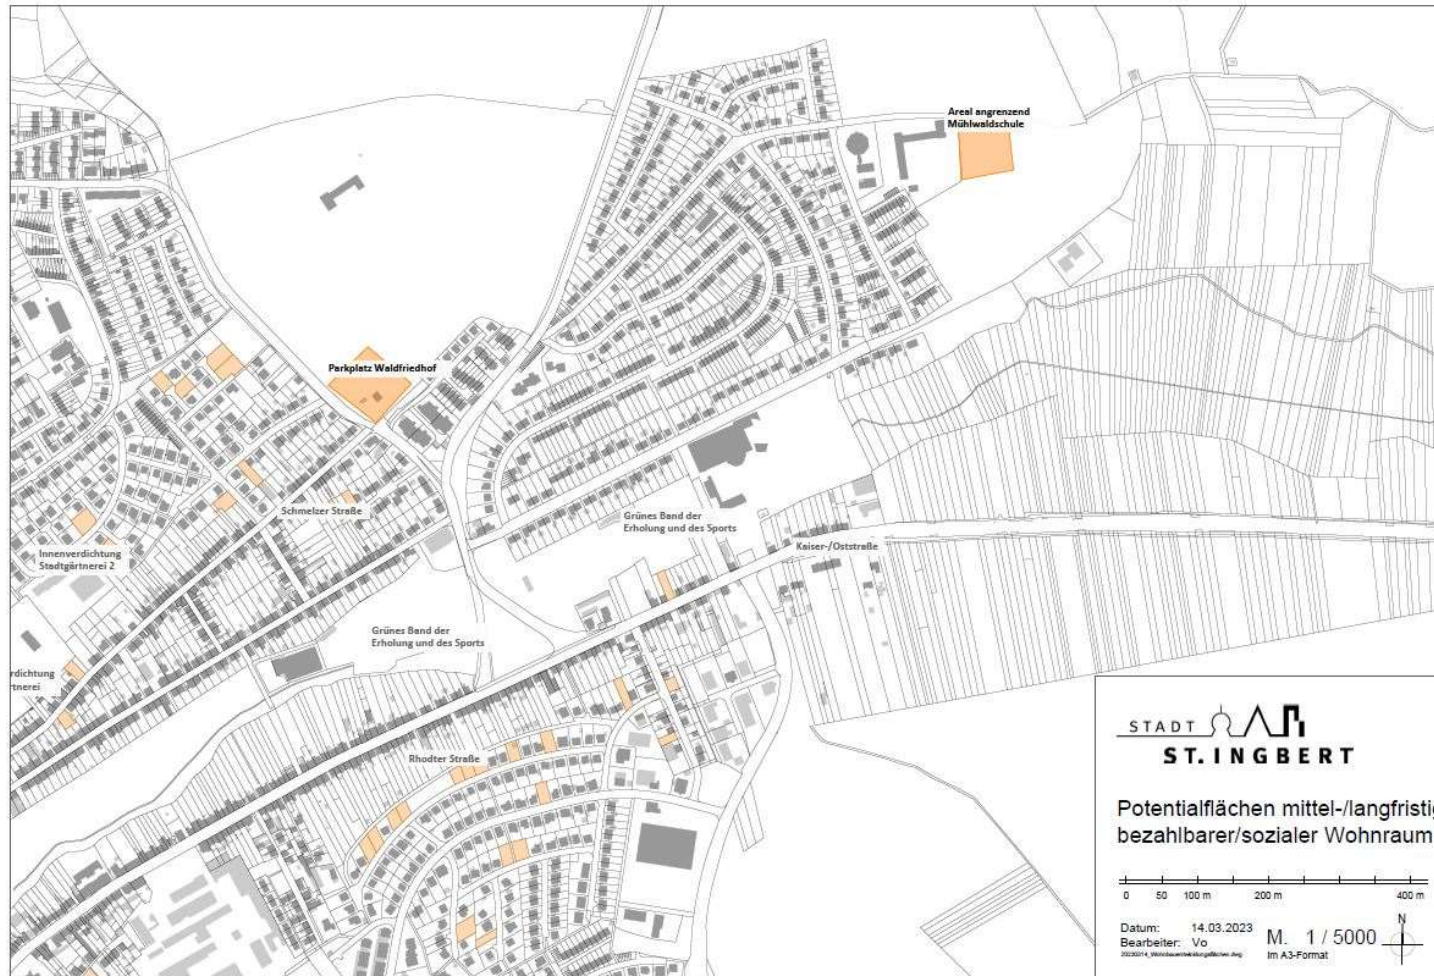 Areal angrenzend
Mühlwaldschule
Parkplatz Waldfriedhof
Schmelzer Straße
Grünes Band der
Erholung und des Sports
Kaiser-/Oststraße
Innenverdichtung
Stadtgärtnerei 2
Grünes Band der
Erholung und des Sports
rdichtung
rtnerei
Rhodter Straße
STADT
ST. INGBERT
Potentialflächen mittel-/langfristig
bezahlbarer/sozialer Wohnraum
0 50 100 m 200 m 400 m
N
Datum: 14.03.2023
Bearbeiter: Vo
M. 1 / 5000
Im A3-Format